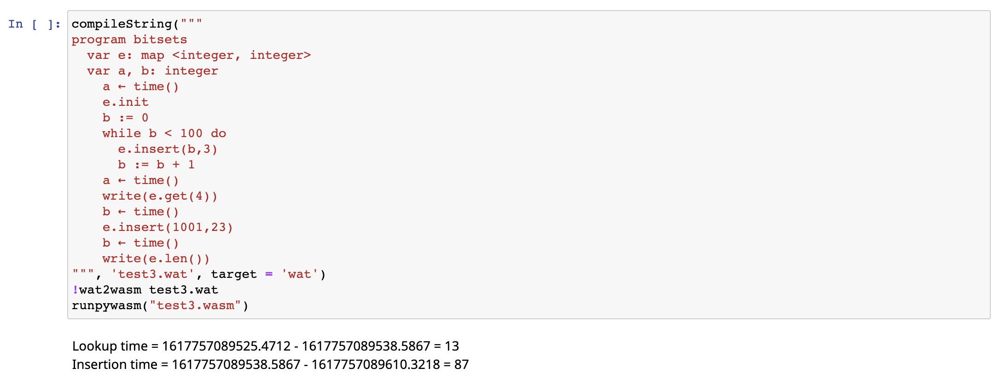 In [ ]: compileString("""
program bitsets
  var e: map <integer, integer>
  var a, b: integer
    a ← time()
    e.init
    b := 0
    while b < 100 do
      e.insert(b,3)
      b := b + 1
    a ← time()
    write(e.get(4))
    b ← time()
    e.insert(1001,23)
    b ← time()
    write(e.len())
""", 'test3.wat', target = 'wat')
!wat2wasm test3.wat
runpywasm("test3.wasm")
Lookup time = 1617757089525.4712 - 1617757089538.5867 = 13
Insertion time = 1617757089538.5867 - 1617757089610.3218 = 87